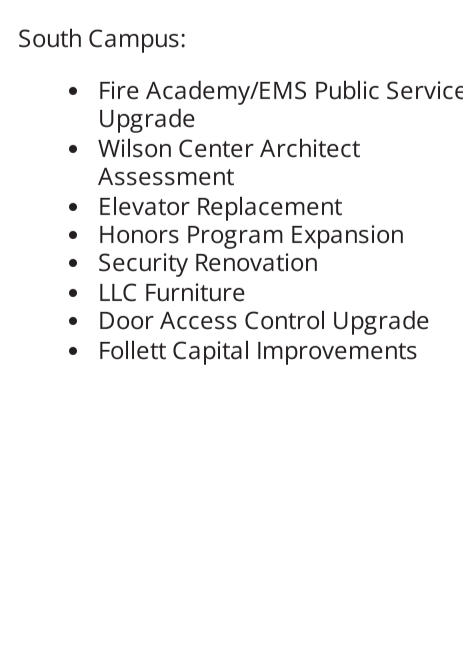 South Campus:
• Fire Academy/EMS Public Service
Upgrade
• Wilson Center Architect
Assessment
• Elevator Replacement
• Honors Program Expansion
• Security Renovation
• LLC Furniture
• Door Access Control Upgrade
• Follett Capital Improvements